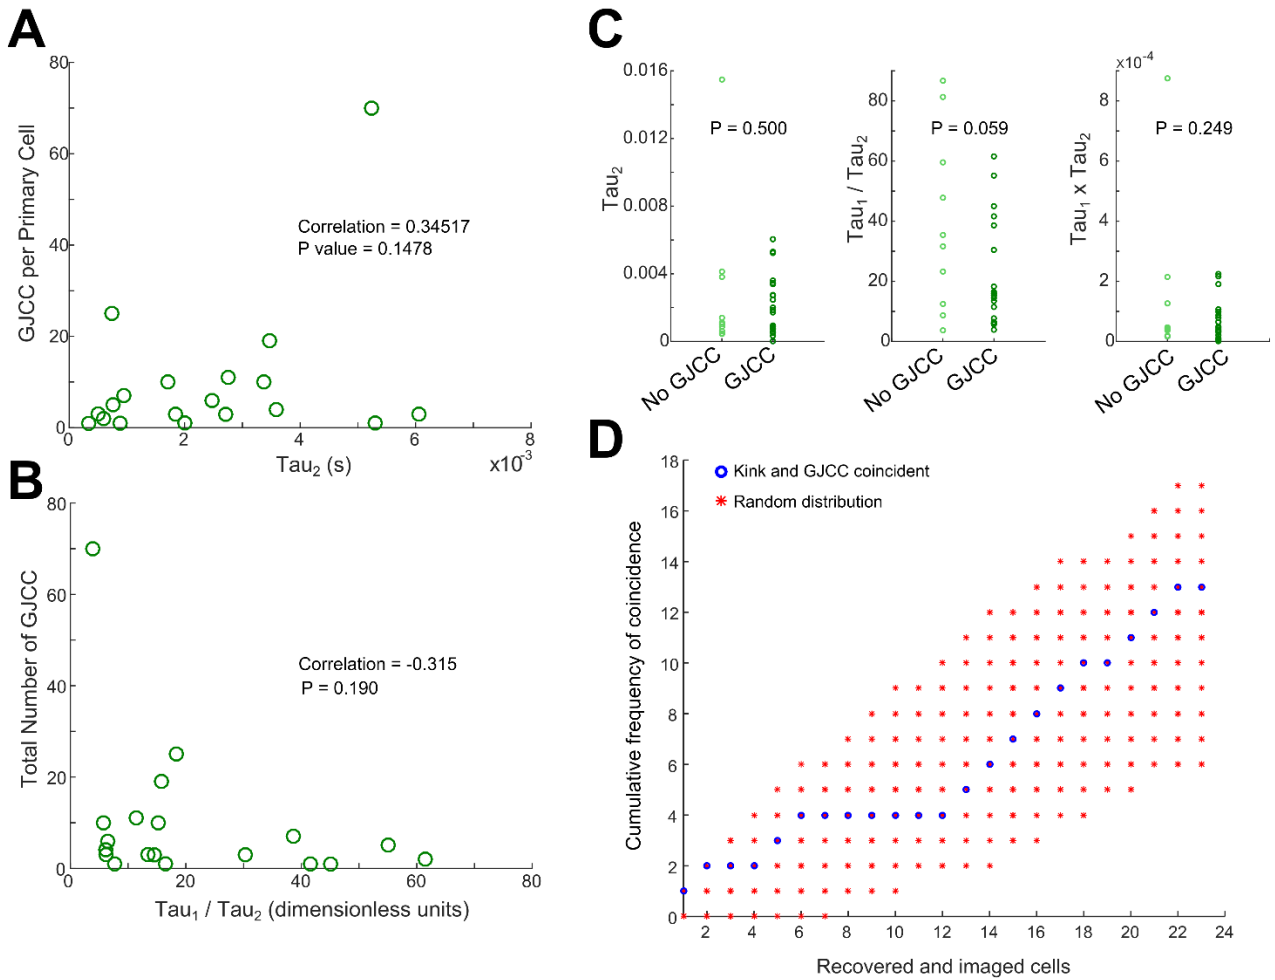 A
80
60
40
20
0
GJCC per Primary Cell
Correlation = 0.34517
P value = 0.1478
0 2 4 6 8
Tau₂ (s) x10⁻³
B
80
60
40
20
0
Total Number of GJCC
Correlation = -0.315
P = 0.190
0 20 40 60 80
Tau₁ / Tau₂ (dimensionless units)
C
0.016
0.012
0.008
0.004
0
Tau₂
P = 0.500
No GJCC GJCC
80
60
40
20
0
Tau₁ / Tau₂
P = 0.059
No GJCC GJCC
x10⁻⁴
8
6
4
2
0
Tau₁ x Tau₂
P = 0.249
No GJCC GJCC
D
18
16
14
12
10
8
6
4
2
0
Cumulative frequency of coincidence
Kink and GJCC coincident
Random distribution
2 4 6 8 10 12 14 16 18 20 22 24
Recovered and imaged cells